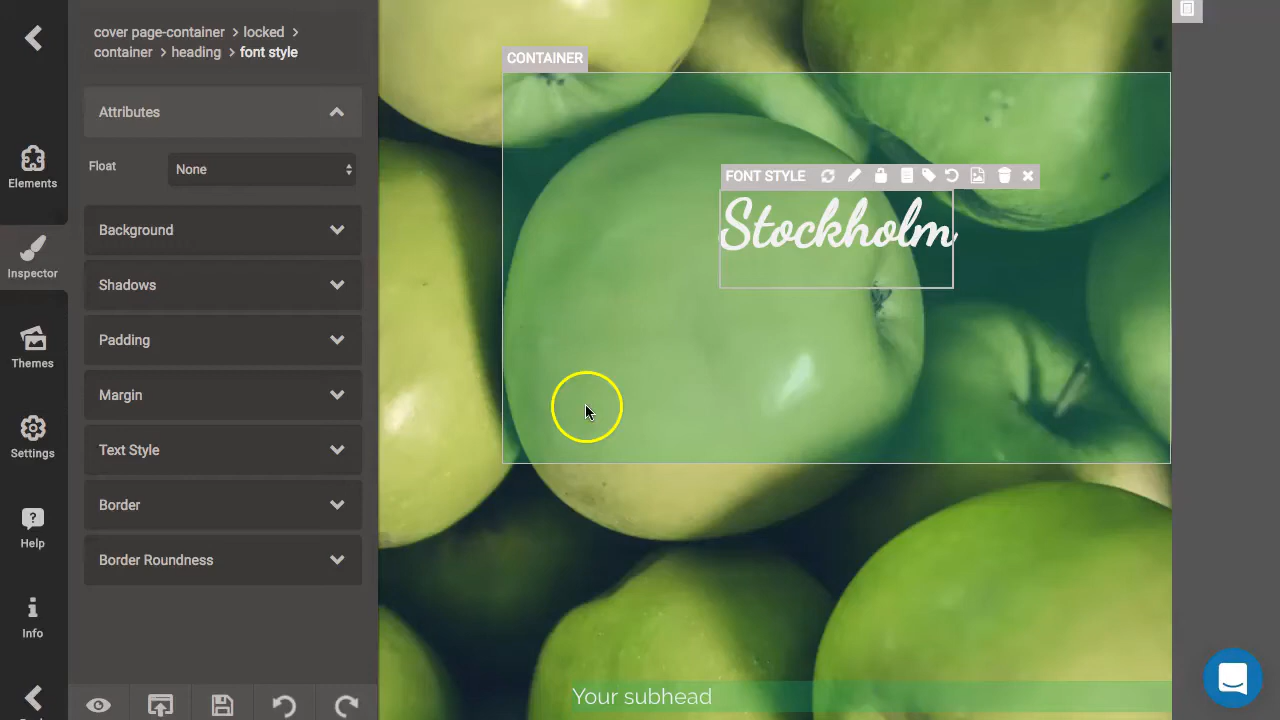 cover page-container > locked >
container > heading > font style
Attributes
Float
None
Background
Shadows
Padding
Margin
Text Style
Border
Border Roundness
Elements
Inspector
Themes
Settings
Help
Info
CONTAINER
FONT STYLE
Stockholm
Your subhead